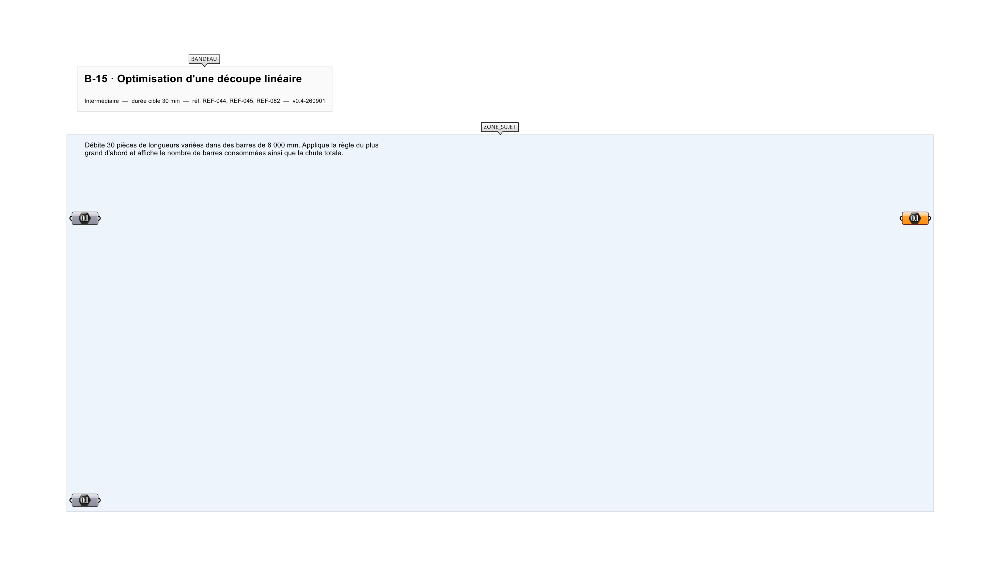 BANDEAU
B-15 · Optimisation d'une découpe linéaire
Intermédiaire — durée cible 30 min — réf. REF-044, REF-045, REF-082 — v0.4-260901
ZONE_SUJET
Débite 30 pièces de longueurs variées dans des barres de 6 000 mm. Applique la règle du plus
grand d'abord et affiche le nombre de barres consommées ainsi que la chute totale.
0.1
0.1
0.1